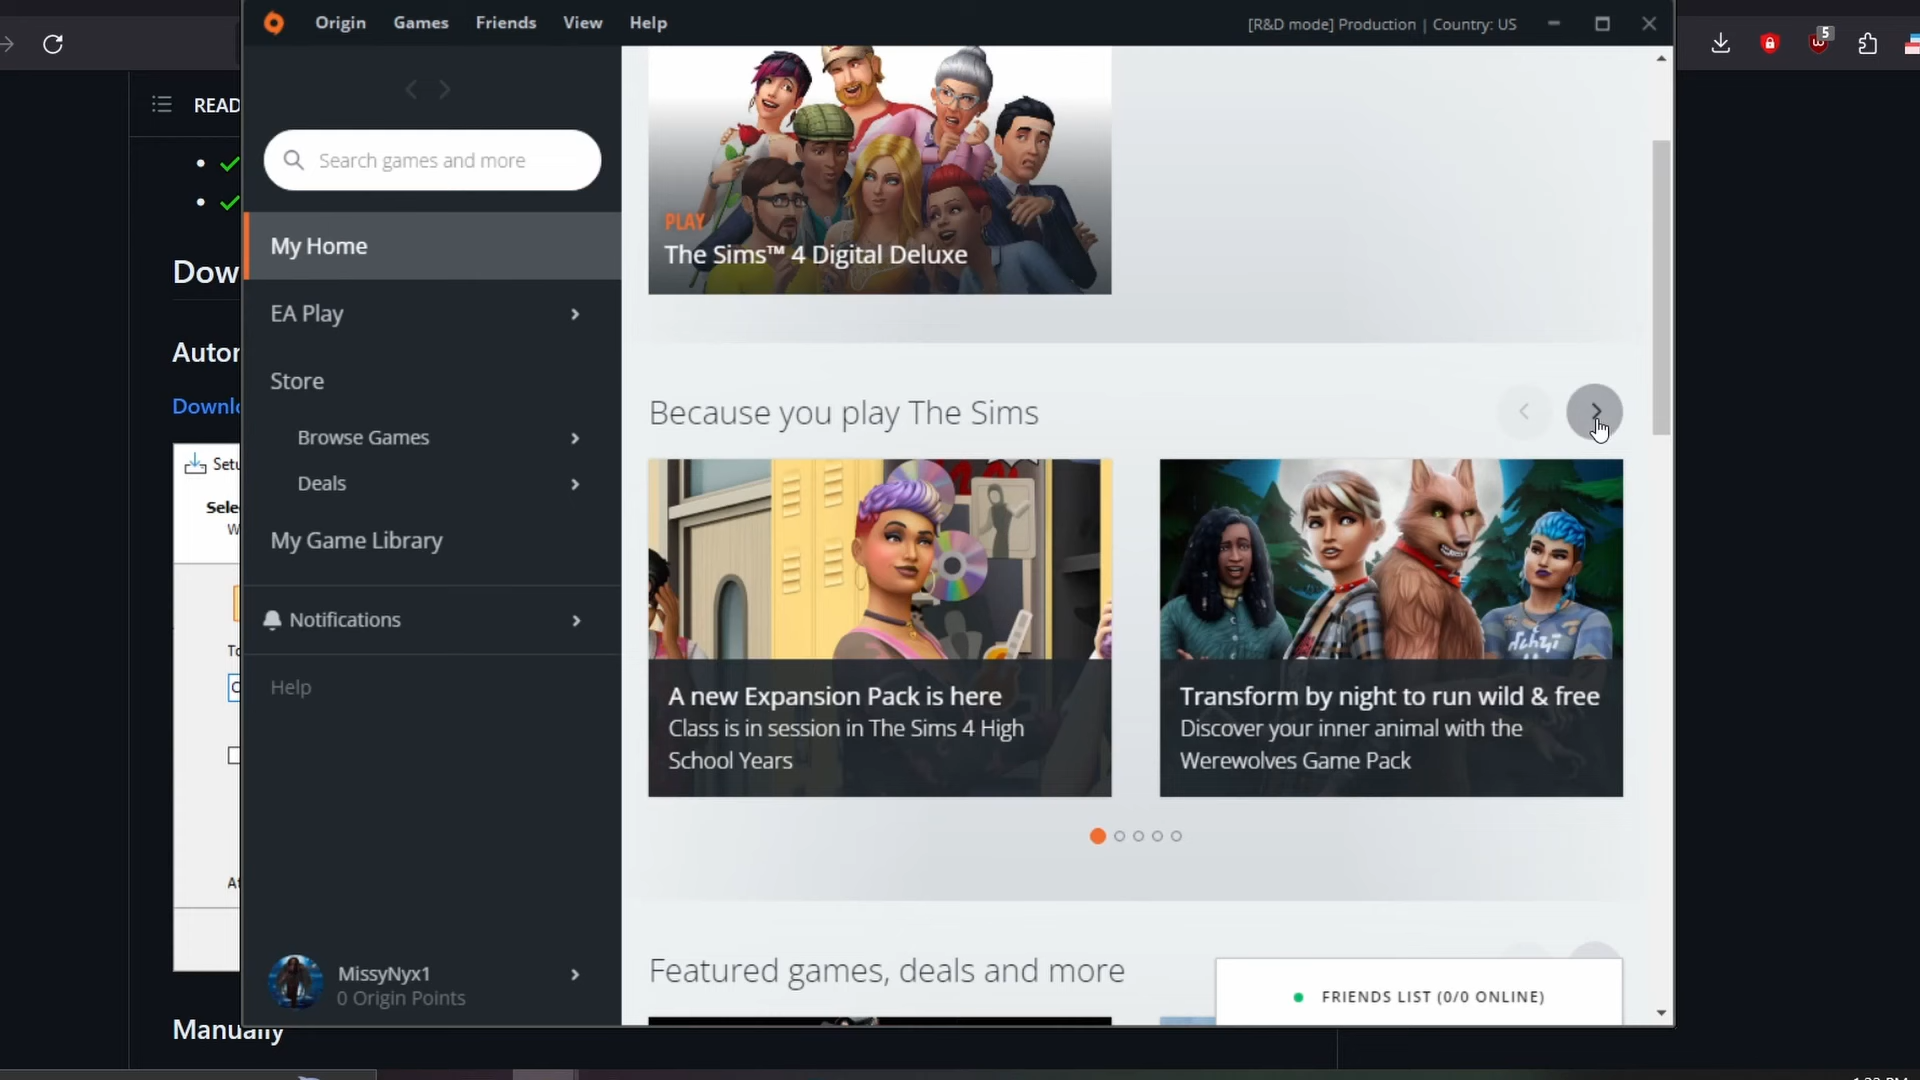 Origin Games Friends View Help
[R&D mode] Production | Country: US
5
READ
Search games and more
My Home
EA Play
Store
Browse Games
Deals
My Game Library
Notifications
Help
MissyNyx1
0 Origin Points
PLAY
The Sims™ 4 Digital Deluxe
Because you play The Sims
A new Expansion Pack is here
Class is in session in The Sims 4 High
School Years
Transform by night to run wild & free
Discover your inner animal with the
Werewolves Game Pack
Featured games, deals and more
FRIENDS LIST (0/0 ONLINE)
Dow
Autor
Downlo
Setu
Sele
W
To
Manually